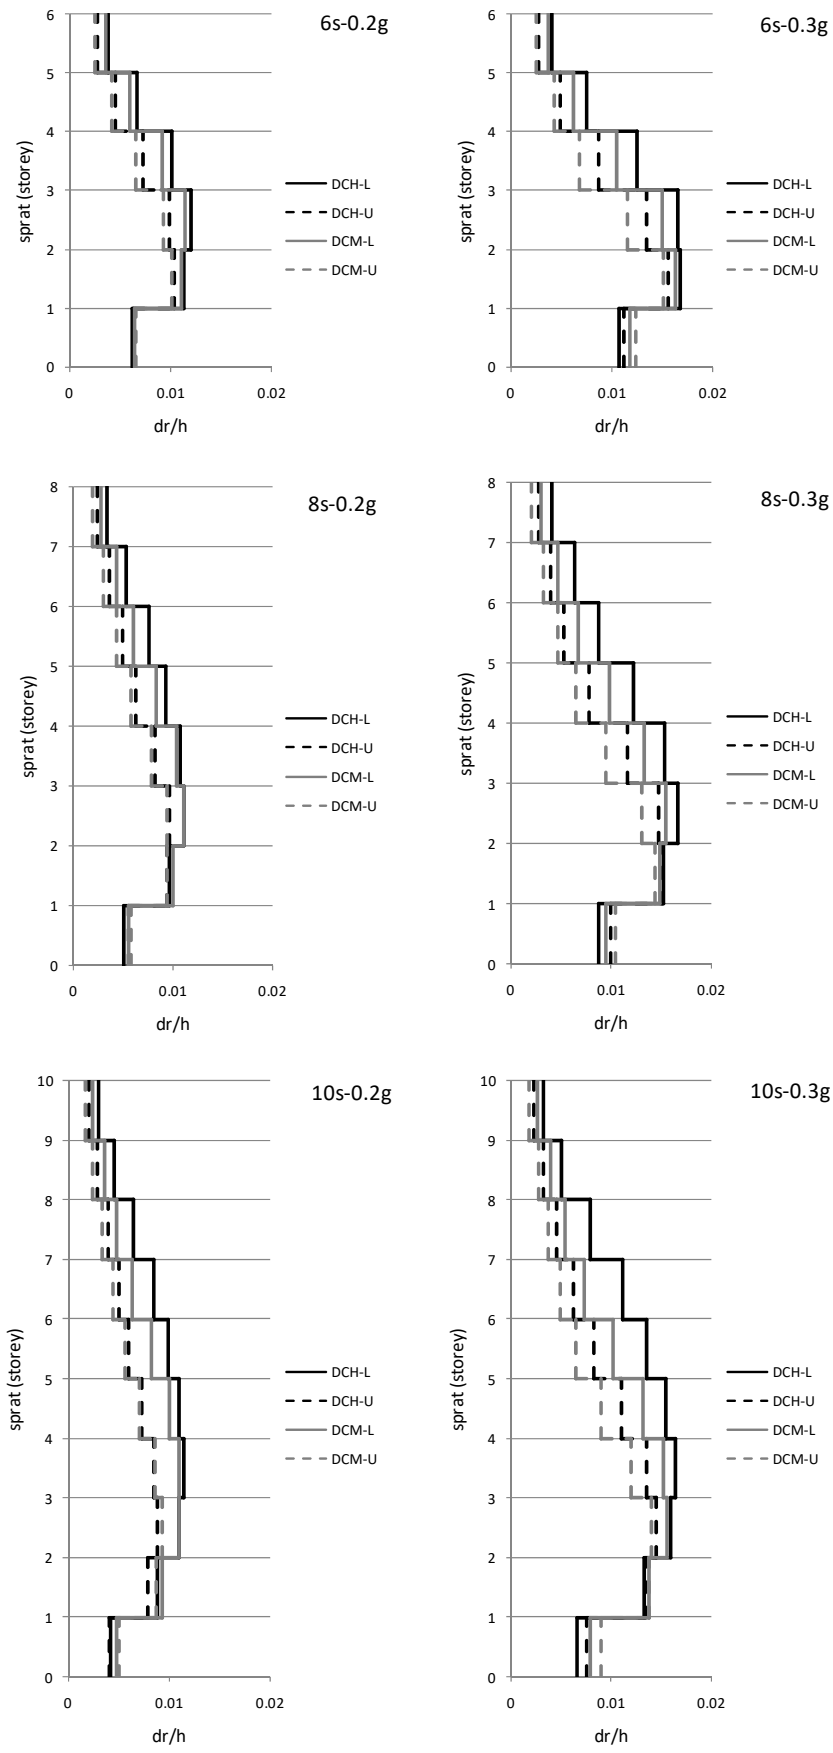 6s-0.2g
6
5
4
3
2
1
0
sprat (storey)
0 0.01 0.02
dr/h
DCH-L
DCH-U
DCM-L
DCM-U
6s-0.3g
6
5
4
3
2
1
0
sprat (storey)
0 0.01 0.02
dr/h
DCH-L
DCH-U
DCM-L
DCM-U
8s-0.2g
8
7
6
5
4
3
2
1
0
sprat (storey)
0 0.01 0.02
dr/h
DCH-L
DCH-U
DCM-L
DCM-U
8s-0.3g
8
7
6
5
4
3
2
1
0
sprat (storey)
0 0.01 0.02
dr/h
DCH-L
DCH-U
DCM-L
DCM-U
10s-0.2g
10
9
8
7
6
5
4
3
2
1
0
sprat (storey)
0 0.01 0.02
dr/h
DCH-L
DCH-U
DCM-L
DCM-U
10s-0.3g
10
9
8
7
6
5
4
3
2
1
0
sprat (storey)
0 0.01 0.02
dr/h
DCH-L
DCH-U
DCM-L
DCM-U